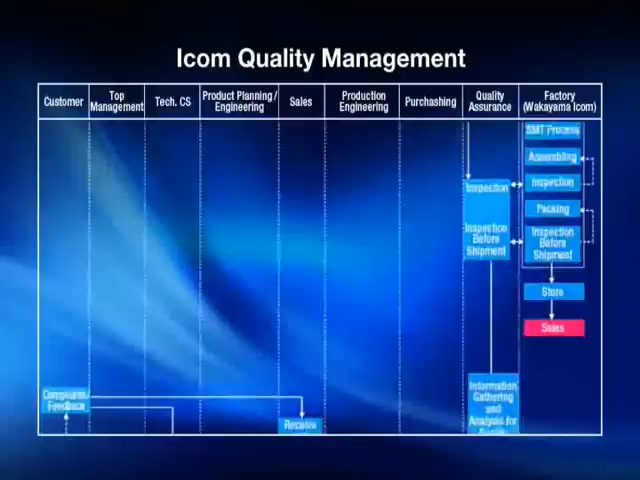 Icom Quality Management
Customer
Top
Management
Tech. CS
Product Planning /
Engineering
Sales
Production
Engineering
Purchashing
Quality
Assurance
Factory
(Wakayama Icom)
SMT Process
Assembling
Inspection
Inspection
Packing
Inspection
Before
Shipment
Inspection
Before
Shipment
Store
Sales
Complaints/
Feedback
Receive
Information
Gathering
and
Analysis for